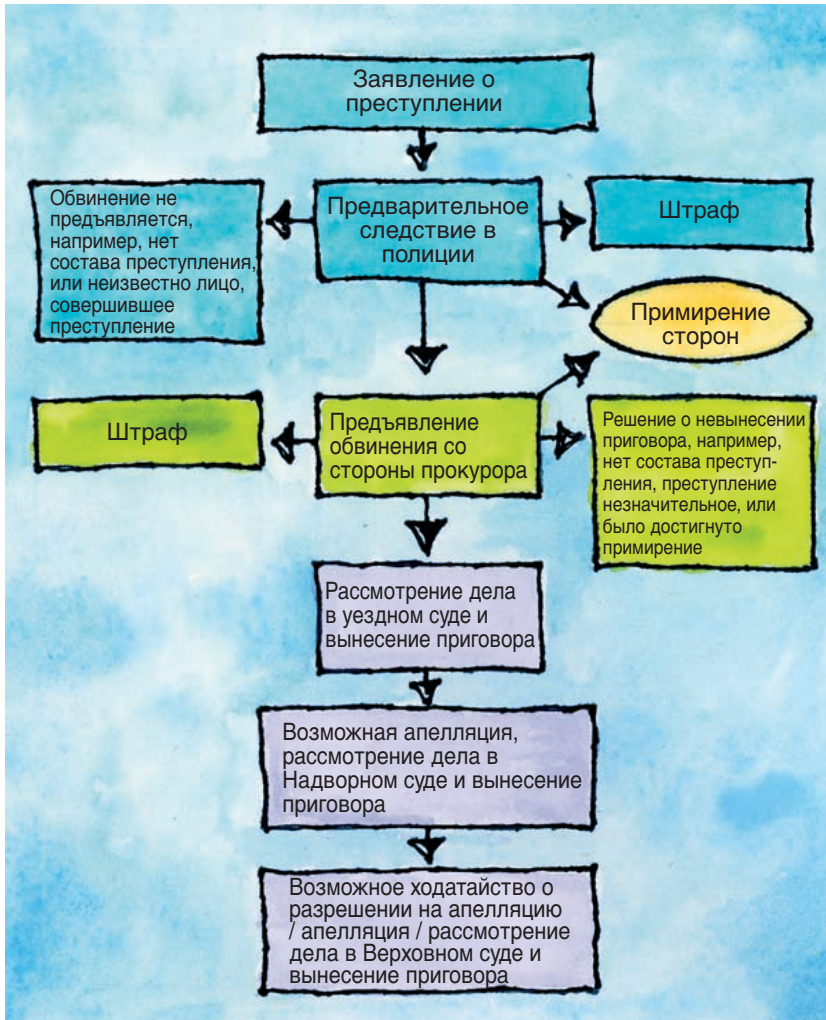 Заявление о
преступлении
Обвинение не
предъявляется,
например, нет
состава преступления,
или неизвестно лицо,
совершившее
преступление
Предварительное
следствие в
полиции
Штраф
Примирение
сторон
Штраф
Предъявление
обвинения со
стороны прокурора
Решение о невынесении
приговора, например,
нет состава преступ-
ления, преступление
незначительное, или
было достигнуто
примирение
Рассмотрение дела
в уездном суде и
вынесение приговора
Возможная апелляция,
рассмотрение дела в
Надворном суде и вынесение
приговора
Возможное ходатайство о
разрешении на апелляцию
/ апелляция / рассмотрение
дела в Верховном суде и
вынесение приговора